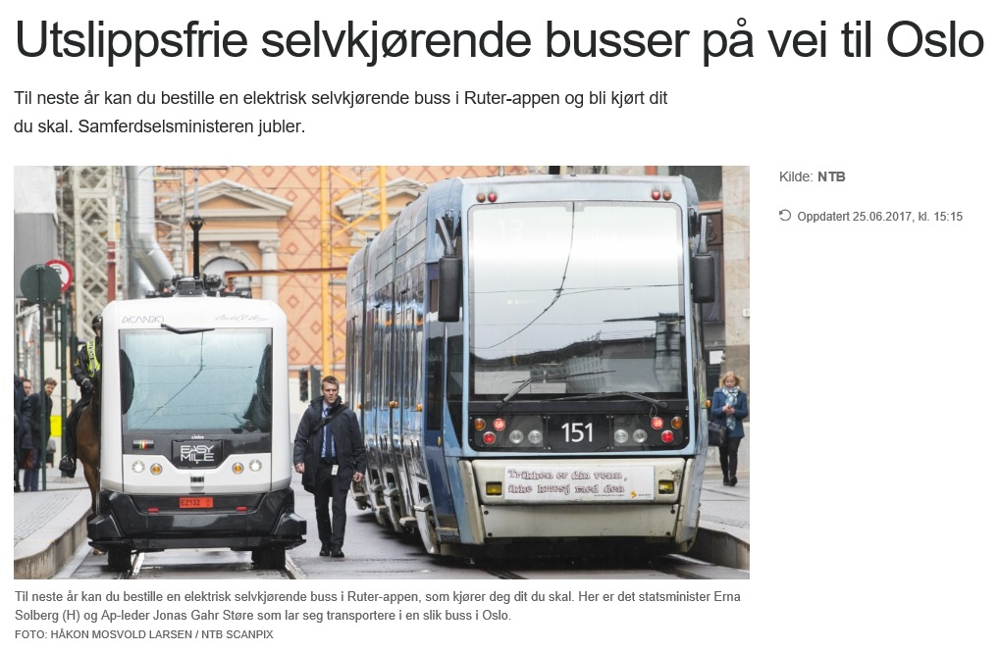 Utslippsfrie selvkjørende busser på vei til Oslo
Til neste år kan du bestille en elektrisk selvkjørende buss i Ruter-appen og bli kjørt dit
du skal. Samferdselsministeren jubler.
Kilde: NTB
Oppdatert 25.06.2017, kl. 15:15
ACANDO
EASY
MILE
EZ132
151
Trikken er din venn,
ikke krøsj med den
Til neste år kan du bestille en elektrisk selvkjørende buss i Ruter-appen, som kjører deg dit du skal. Her er det statsminister Erna
Solberg (H) og Ap-leder Jonas Gahr Støre som lar seg transportere i en slik buss i Oslo.
FOTO: HÅKON MOSVOLD LARSEN / NTB SCANPIX